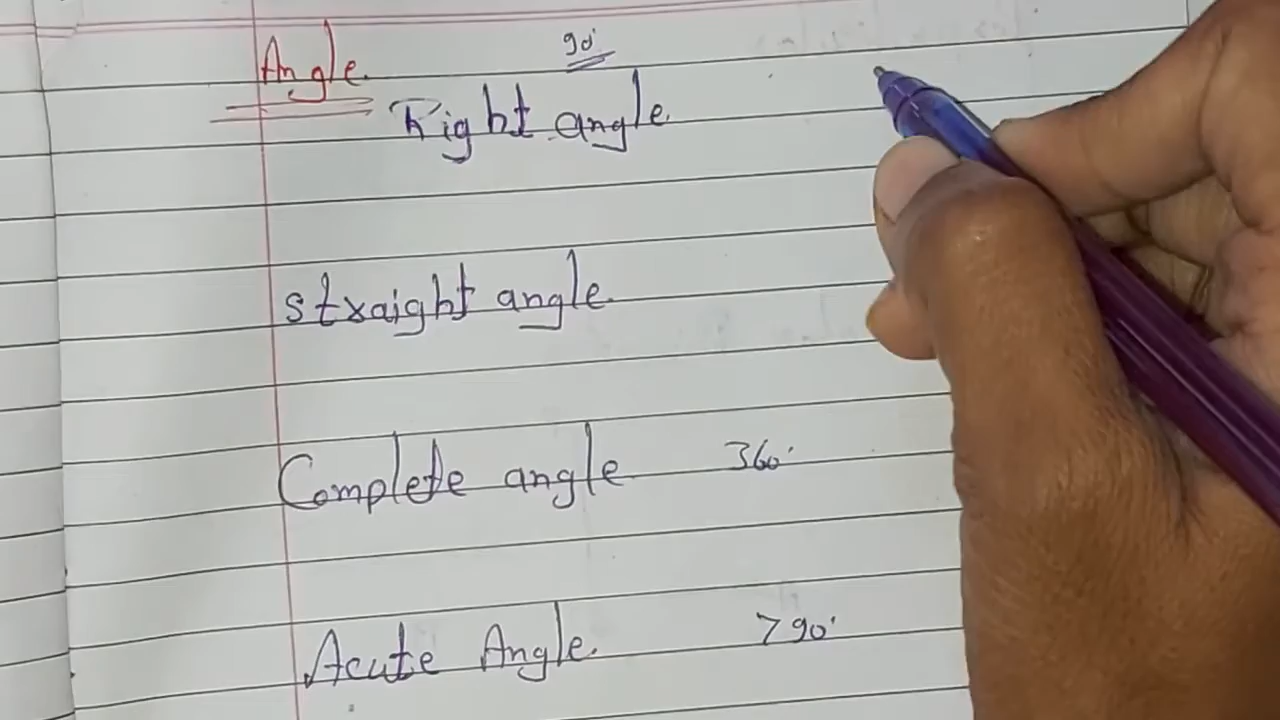 Angle.
90°
Right angle.
straight angle.
Complete angle 360°
Acute Angle. >90°